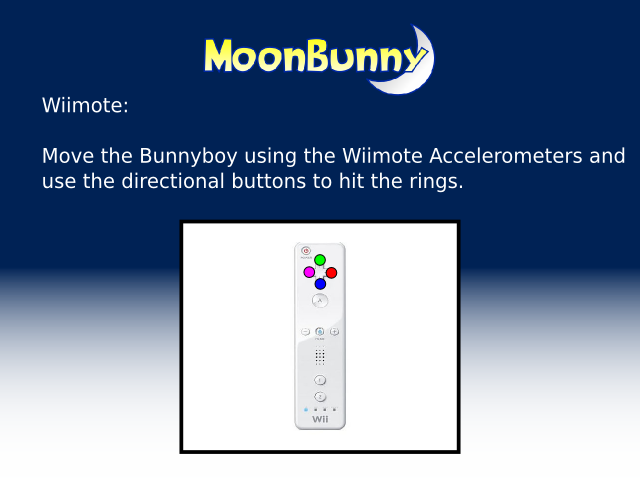 MoonBunny
Wiimote:
Move the Bunnyboy using the Wiimote Accelerometers and
use the directional buttons to hit the rings.
A
Wii